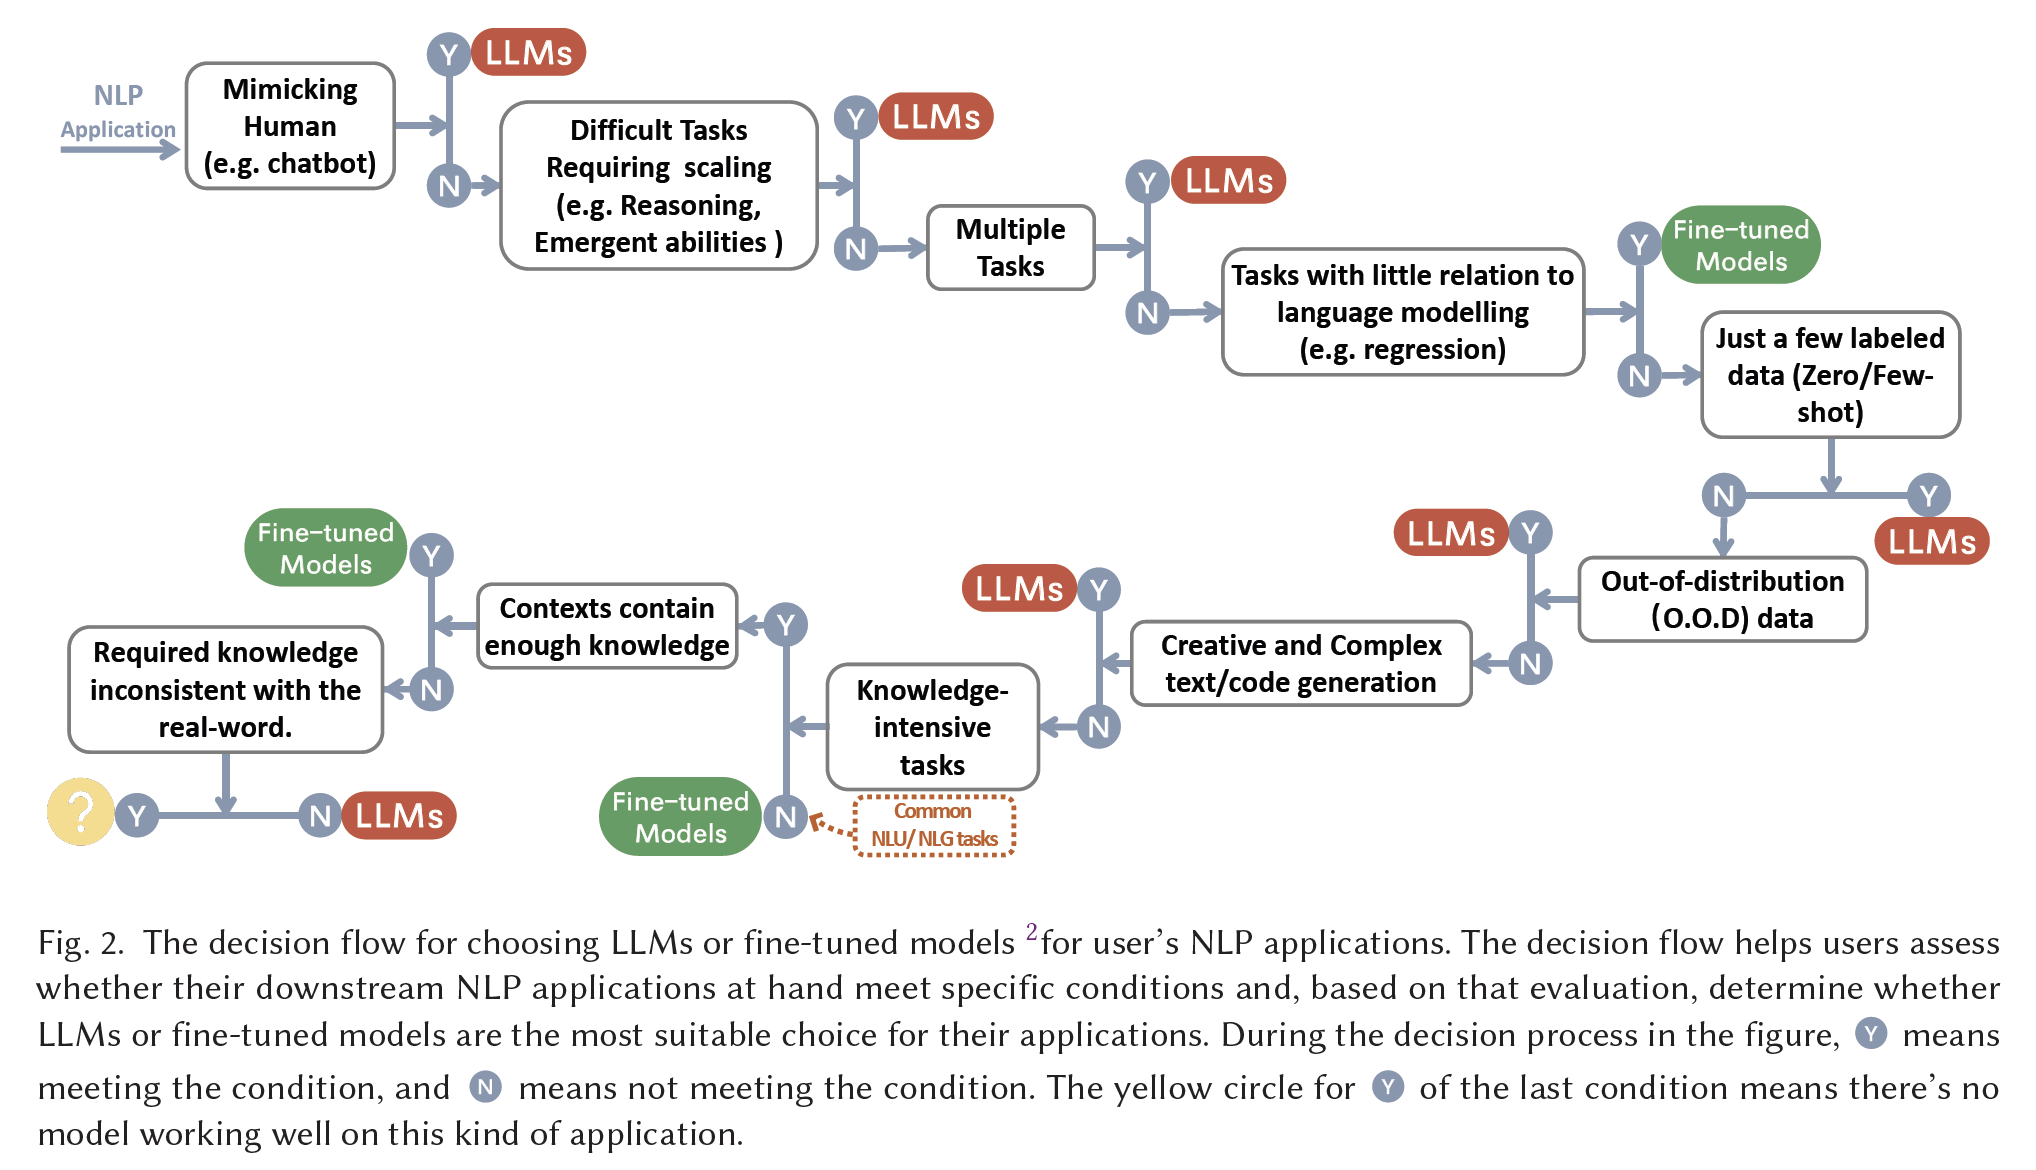 NLP
Application
Mimicking
Human
(e.g. chatbot)
Y
LLMs
N
Difficult Tasks
Requiring scaling
(e.g. Reasoning,
Emergent abilities )
Y
LLMs
N
Multiple
Tasks
Y
LLMs
N
Tasks with little relation to
language modelling
(e.g. regression)
Y
Fine-tuned
Models
N
Just a few labeled
data (Zero/Few-
shot)
N
Y
LLMs
Out-of-distribution
(O.O.D) data
LLMs
Y
N
Creative and Complex
text/code generation
LLMs
Y
N
Knowledge-
intensive
tasks
Y
Fine-tuned
Models
N
Common
NLU/ NLG tasks
Contexts contain
enough knowledge
Fine-tuned
Models
Y
N
Required knowledge
inconsistent with the
real-word.
?
Y
N
LLMs
Fig. 2. The decision flow for choosing LLMs or fine-tuned models 2for user's NLP applications. The decision flow helps users assess
whether their downstream NLP applications at hand meet specific conditions and, based on that evaluation, determine whether
LLMs or fine-tuned models are the most suitable choice for their applications. During the decision process in the figure, Y means
meeting the condition, and N means not meeting the condition. The yellow circle for Y of the last condition means there's no
model working well on this kind of application.